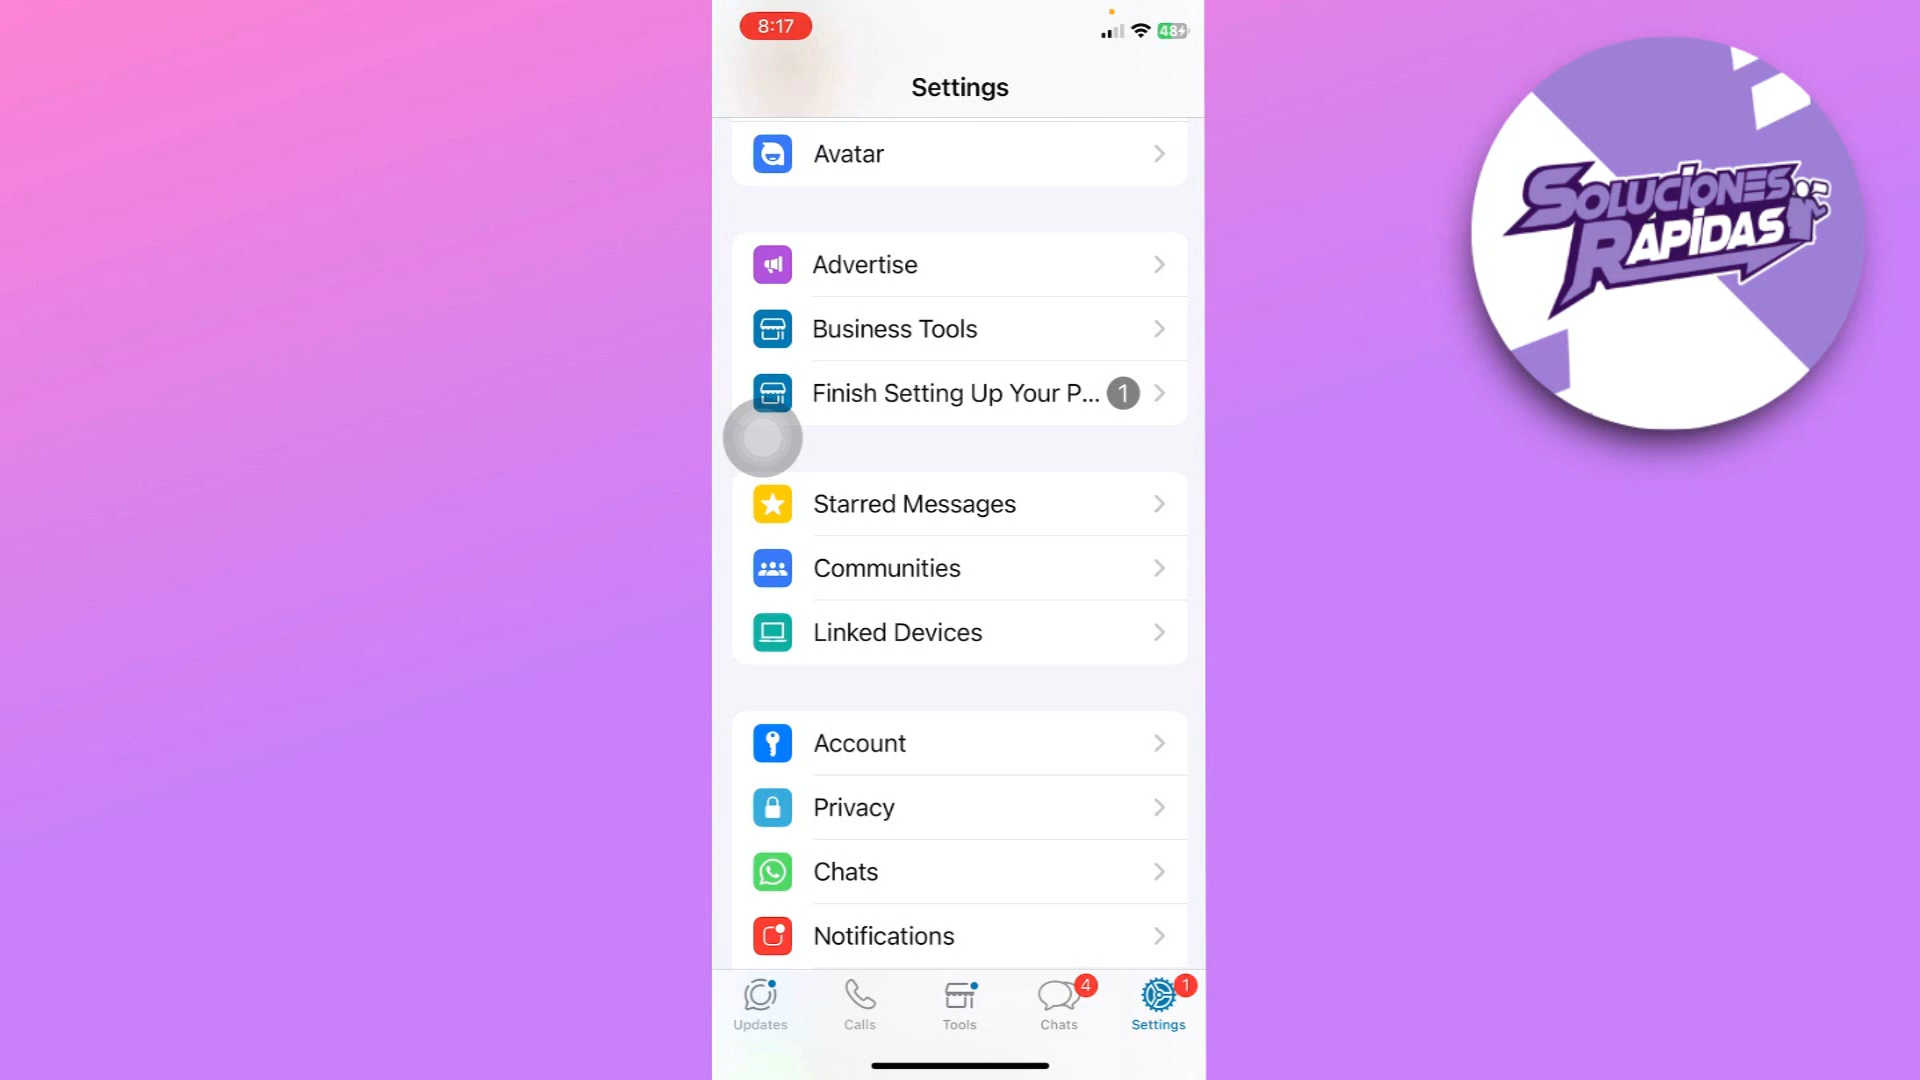 8:17
48
Settings
Avatar
Advertise
Business Tools
Finish Setting Up Your P... 1
Starred Messages
Communities
Linked Devices
Account
Privacy
Chats
Notifications
4
1
Updates
Calls
Tools
Chats
Settings
SOLUCIONES
RÁPIDAS